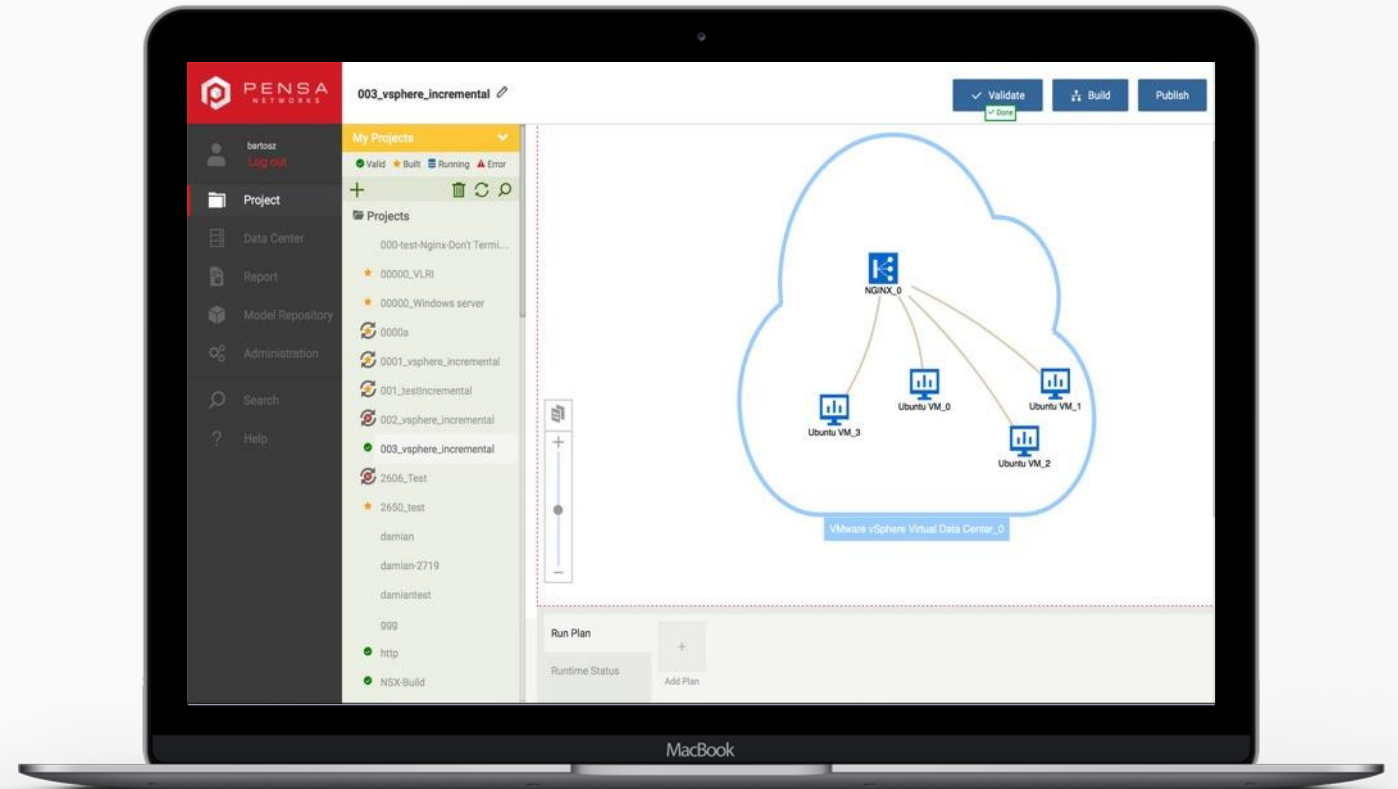 PENSA
NETWORKS
003_vsphere_incremental
Validate
Done
Build
Publish
bartosz
Log out
Project
Data Center
Report
Model Repository
Administration
Search
Help
My Projects
Valid Built Running Error
Projects
000-test-Nginx-Don't Termi...
00000_VLRI
00000_Windows server
0000a
0001_vsphere_incremental
001_testincremental
002_vsphere_incremental
003_vsphere_incremental
2606_Test
2650_test
damian
damian-2719
damiantest
ggg
http
NSX-Build
NGINX_0
Ubuntu VM_3
Ubuntu VM_0
Ubuntu VM_1
Ubuntu VM_2
VMware vSphere Virtual Data Center_0
Run Plan
Runtime Status
Add Plan
MacBook